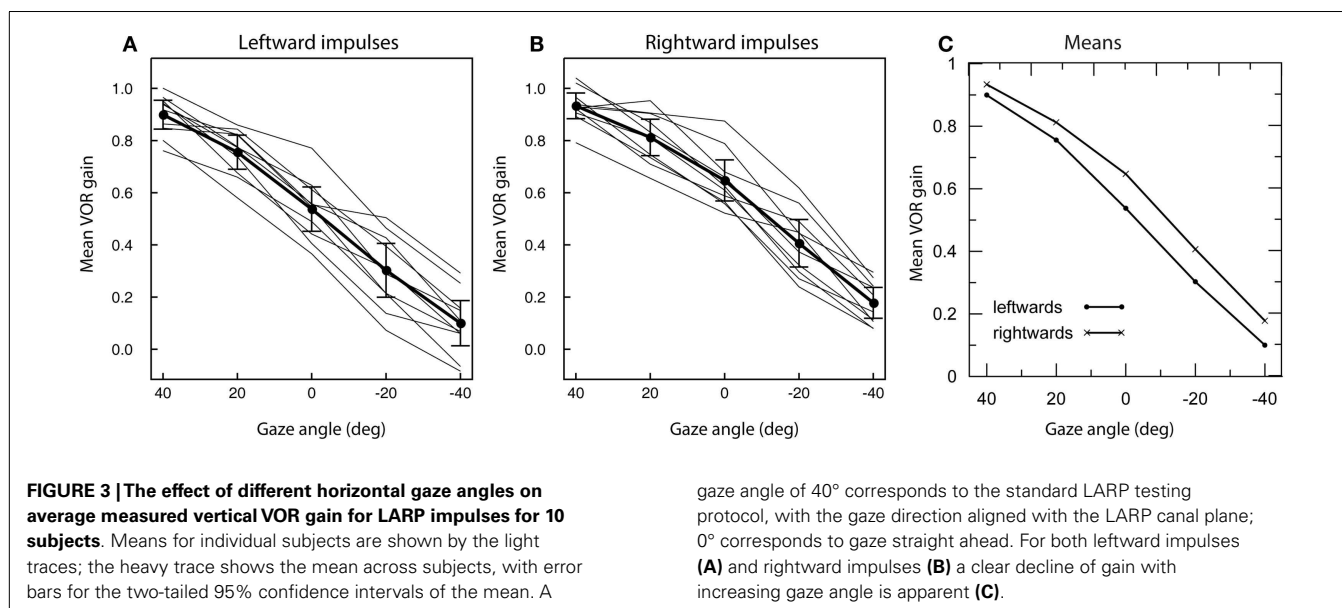 A Leftward impulses
Mean VOR gain
1.0
0.8
0.6
0.4
0.2
0.0
40 20 0 -20 -40
Gaze angle (deg)
B Rightward impulses
Mean VOR gain
1.0
0.8
0.6
0.4
0.2
0.0
40 20 0 -20 -40
Gaze angle (deg)
C Means
Mean VOR gain
1
0.8
0.6
0.4
0.2
0
leftwards
rightwards
40 20 0 -20 -40
Gaze angle (deg)
FIGURE 3 | The effect of different horizontal gaze angles on
average measured vertical VOR gain for LARP impulses for 10
subjects. Means for individual subjects are shown by the light
traces; the heavy trace shows the mean across subjects, with error
bars for the two-tailed 95% confidence intervals of the mean. A
gaze angle of 40° corresponds to the standard LARP testing
protocol, with the gaze direction aligned with the LARP canal plane;
0° corresponds to gaze straight ahead. For both leftward impulses
(A) and rightward impulses (B) a clear decline of gain with
increasing gaze angle is apparent (C).